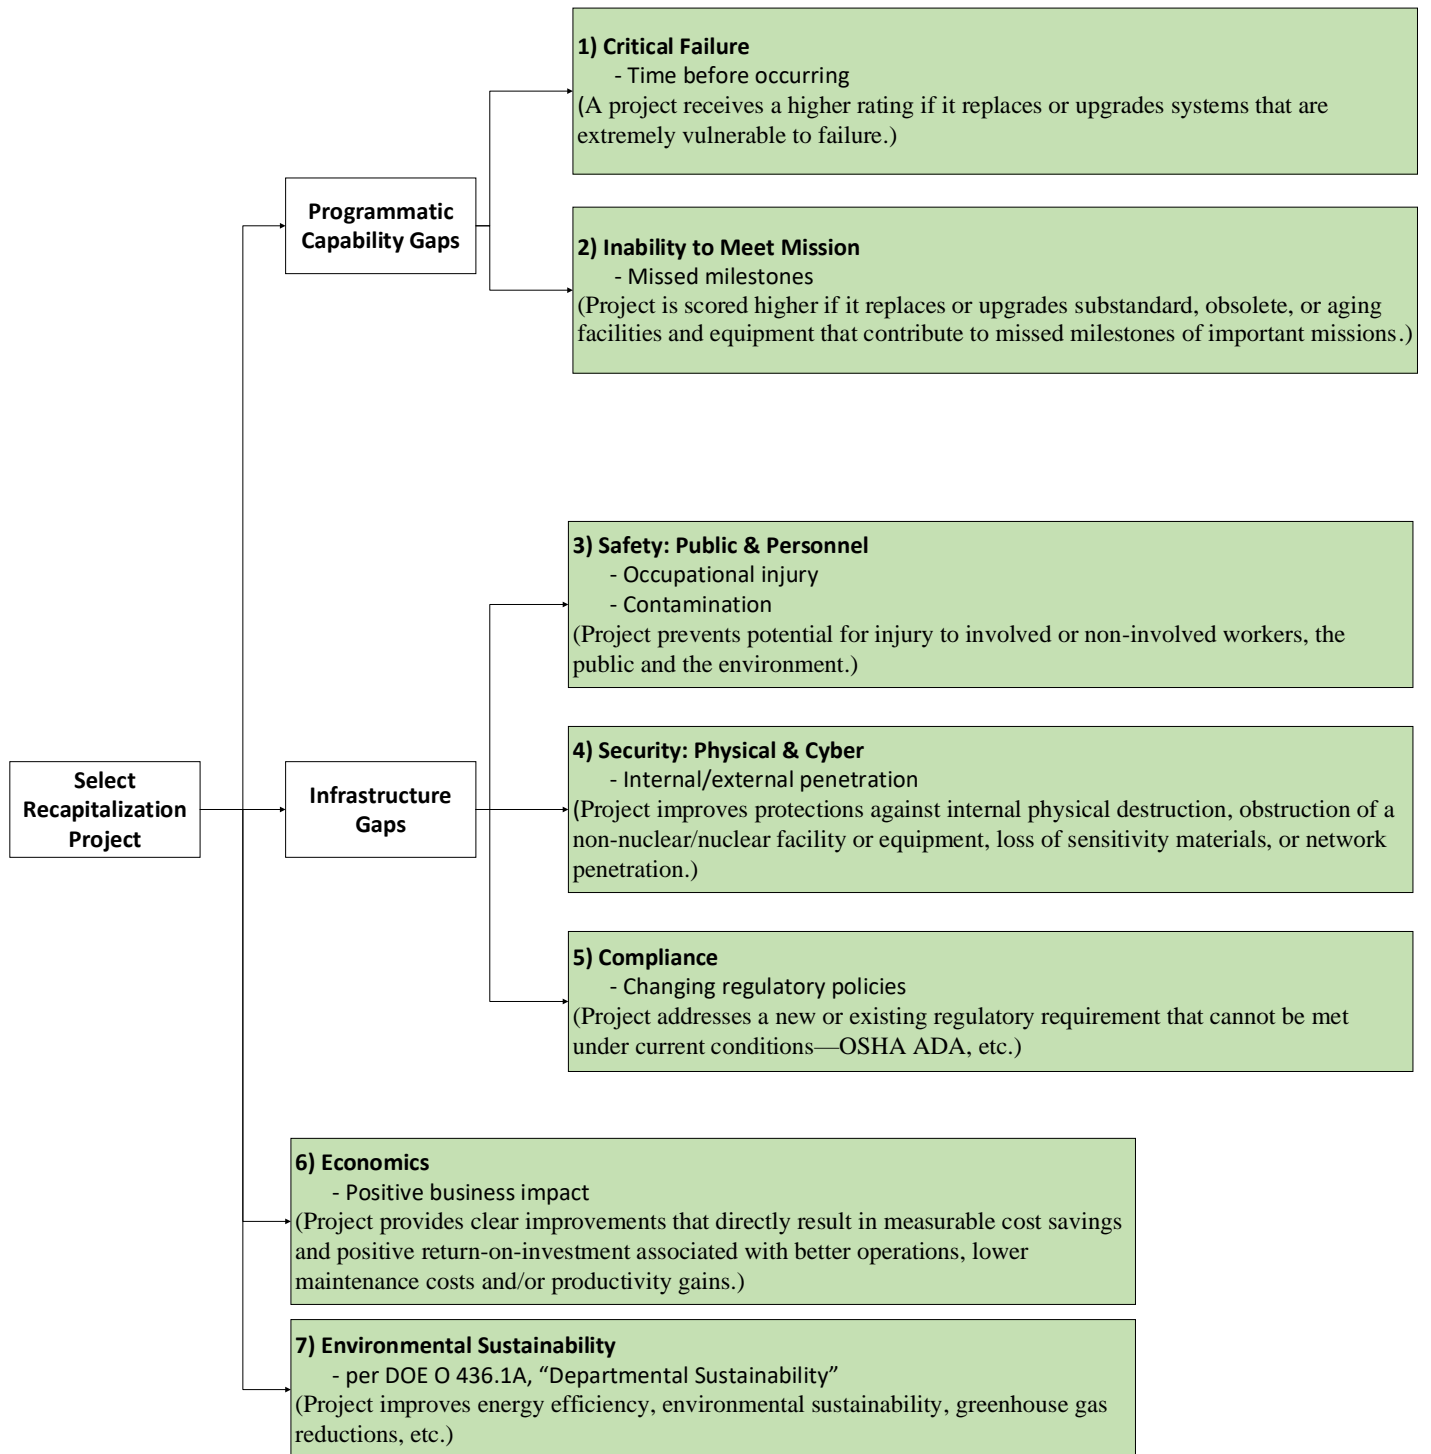 1) Critical Failure
- Time before occurring
(A project receives a higher rating if it replaces or upgrades systems that are
extremely vulnerable to failure.)
Programmatic
Capability Gaps
2) Inability to Meet Mission
- Missed milestones
(Project is scored higher if it replaces or upgrades substandard, obsolete, or aging
facilities and equipment that contribute to missed milestones of important missions.)
3) Safety: Public & Personnel
- Occupational injury
- Contamination
(Project prevents potential for injury to involved or non-involved workers, the
public and the environment.)
Select
Recapitalization
Project
Infrastructure
Gaps
4) Security: Physical & Cyber
- Internal/external penetration
(Project improves protections against internal physical destruction, obstruction of a
non-nuclear/nuclear facility or equipment, loss of sensitivity materials, or network
penetration.)
5) Compliance
- Changing regulatory policies
(Project addresses a new or existing regulatory requirement that cannot be met
under current conditions—OSHA ADA, etc.)
6) Economics
- Positive business impact
(Project provides clear improvements that directly result in measurable cost savings
and positive return-on-investment associated with better operations, lower
maintenance costs and/or productivity gains.)
7) Environmental Sustainability
- per DOE O 436.1A, “Departmental Sustainability”
(Project improves energy efficiency, environmental sustainability, greenhouse gas
reductions, etc.)